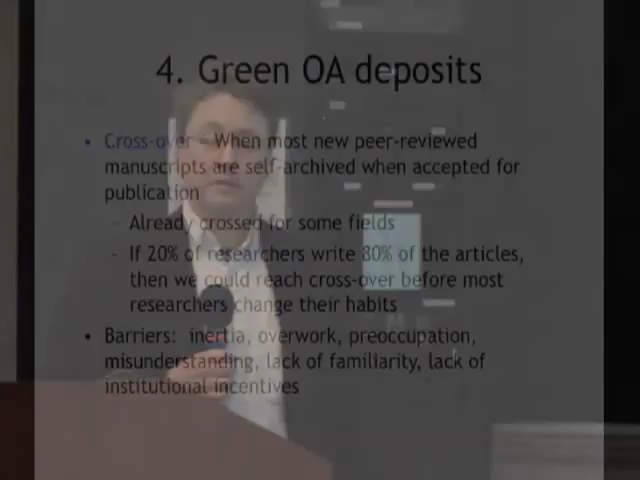 4. Green OA deposits
• Cross-over – When most new peer-reviewed
manuscripts are self-archived when accepted for
publication
– Already crossed for some fields
– If 20% of researchers write 80% of the articles,
then we could reach cross-over before most
researchers change their habits
• Barriers: inertia, overwork, preoccupation,
misunderstanding, lack of familiarity, lack of
institutional incentives